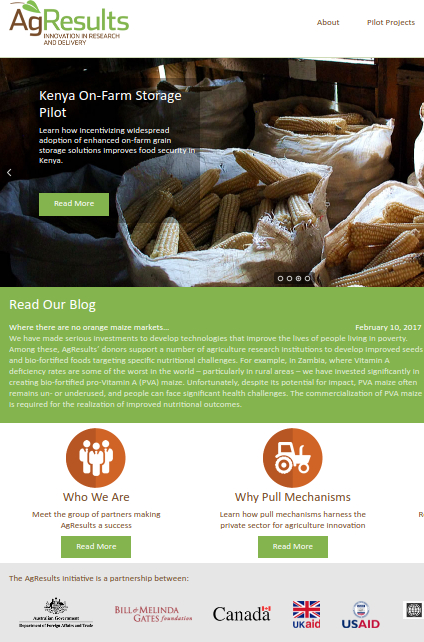 AgResults
INNOVATION IN RESEARCH
AND DELIVERY
About
Pilot Projects
Kenya On-Farm Storage
Pilot
Learn how incentivizing widespread
adoption of enhanced on-farm grain
storage solutions improves food security in
Kenya.
Read More
Read Our Blog
Where there are no orange maize markets...
February 10, 2017
We have made serious investments to develop technologies that improve the lives of people living in poverty.
Among these, AgResults' donors support a number of agriculture research institutions to develop improved seeds
and bio-fortified foods targeting specific nutritional challenges. For example, in Zambia, where Vitamin A
deficiency rates are some of the worst in the world – particularly in rural areas – we have invested significantly in
creating bio-fortified pro-Vitamin A (PVA) maize. Unfortunately, despite its potential for impact, PVA maize often
remains un- or underused, and people can face significant health challenges. The commercialization of PVA maize
is required for the realization of improved nutritional outcomes.
Who We Are
Meet the group of partners making
AgResults a success
Read More
Why Pull Mechanisms
Learn how pull mechanisms harness the
private sector for agriculture innovation
Read More
The AgResults Initiative is a partnership between:
Australian Government
Department of Foreign Affairs and Trade
BILL & MELINDA
GATES foundation
Canada
UKaid
USAID